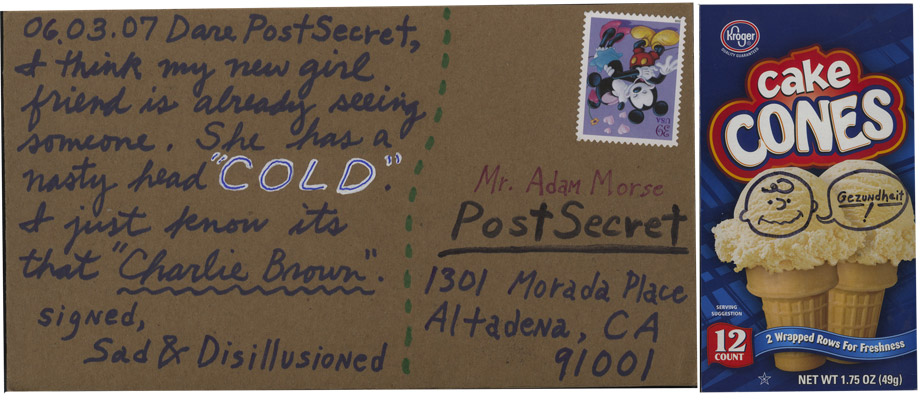 06.03.07 Dare PostSecret,
I think my new girl
friend is already seeing
someone. She has a
nasty head "COLD".
I just know its
that "Charlie Brown".
signed,
Sad & Disillusioned
39
USA
Mr. Adam Morse
PostSecret
1301 Morada Place
Altadena, CA
91001
Kroger
QUALITY GUARANTEED
cake
CONES
Gezundheit
!
SERVING
SUGGESTION
12
COUNT
2 Wrapped Rows For Freshness
NET WT 1.75 OZ (49g)